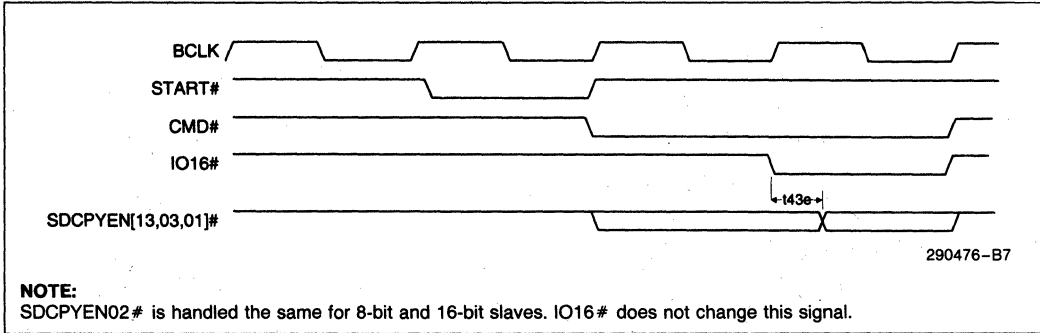 BCLK
START#
CMD#
IO16#
t43e
SDCPYEN[13,03,01]#
290476-B7
NOTE:
SDCPYEN02# is handled the same for 8-bit and 16-bit slaves. IO16# does not change this signal.